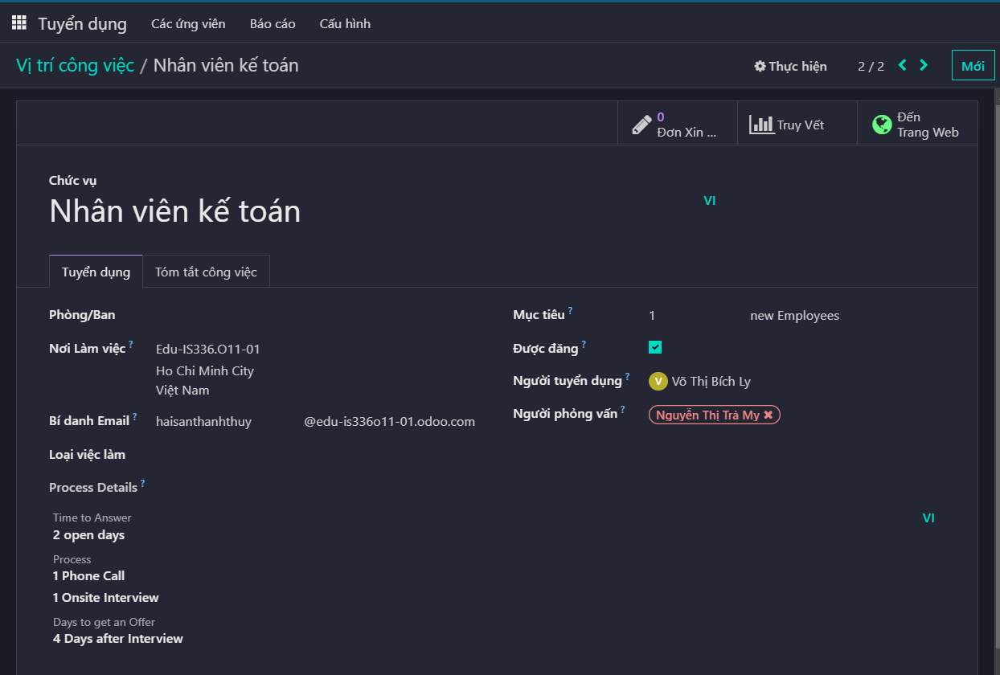 Tuyển dụng Các ứng viên Báo cáo Cấu hình
Vị trí công việc / Nhân viên kế toán Thực hiện 2 / 2 Mới
0
Đơn Xin ...
Truy Vết
Đến
Trang Web
Chức vụ
Nhân viên kế toán VI
Tuyển dụng Tóm tắt công việc
Phòng/Ban
Nơi Làm việc ? Edu-IS336.O11-01
Ho Chi Minh City
Việt Nam
Bí danh Email ? haisanthanhthuy @edu-is336o11-01.odoo.com
Loại việc làm
Process Details ?
Time to Answer
2 open days
Process
1 Phone Call
1 Onsite Interview
Days to get an Offer
4 Days after Interview
Mục tiêu ? 1 new Employees
Được đăng ?
Người tuyển dụng ? V Võ Thị Bích Ly
Người phỏng vấn ? Nguyễn Thị Trà My ✖
VI